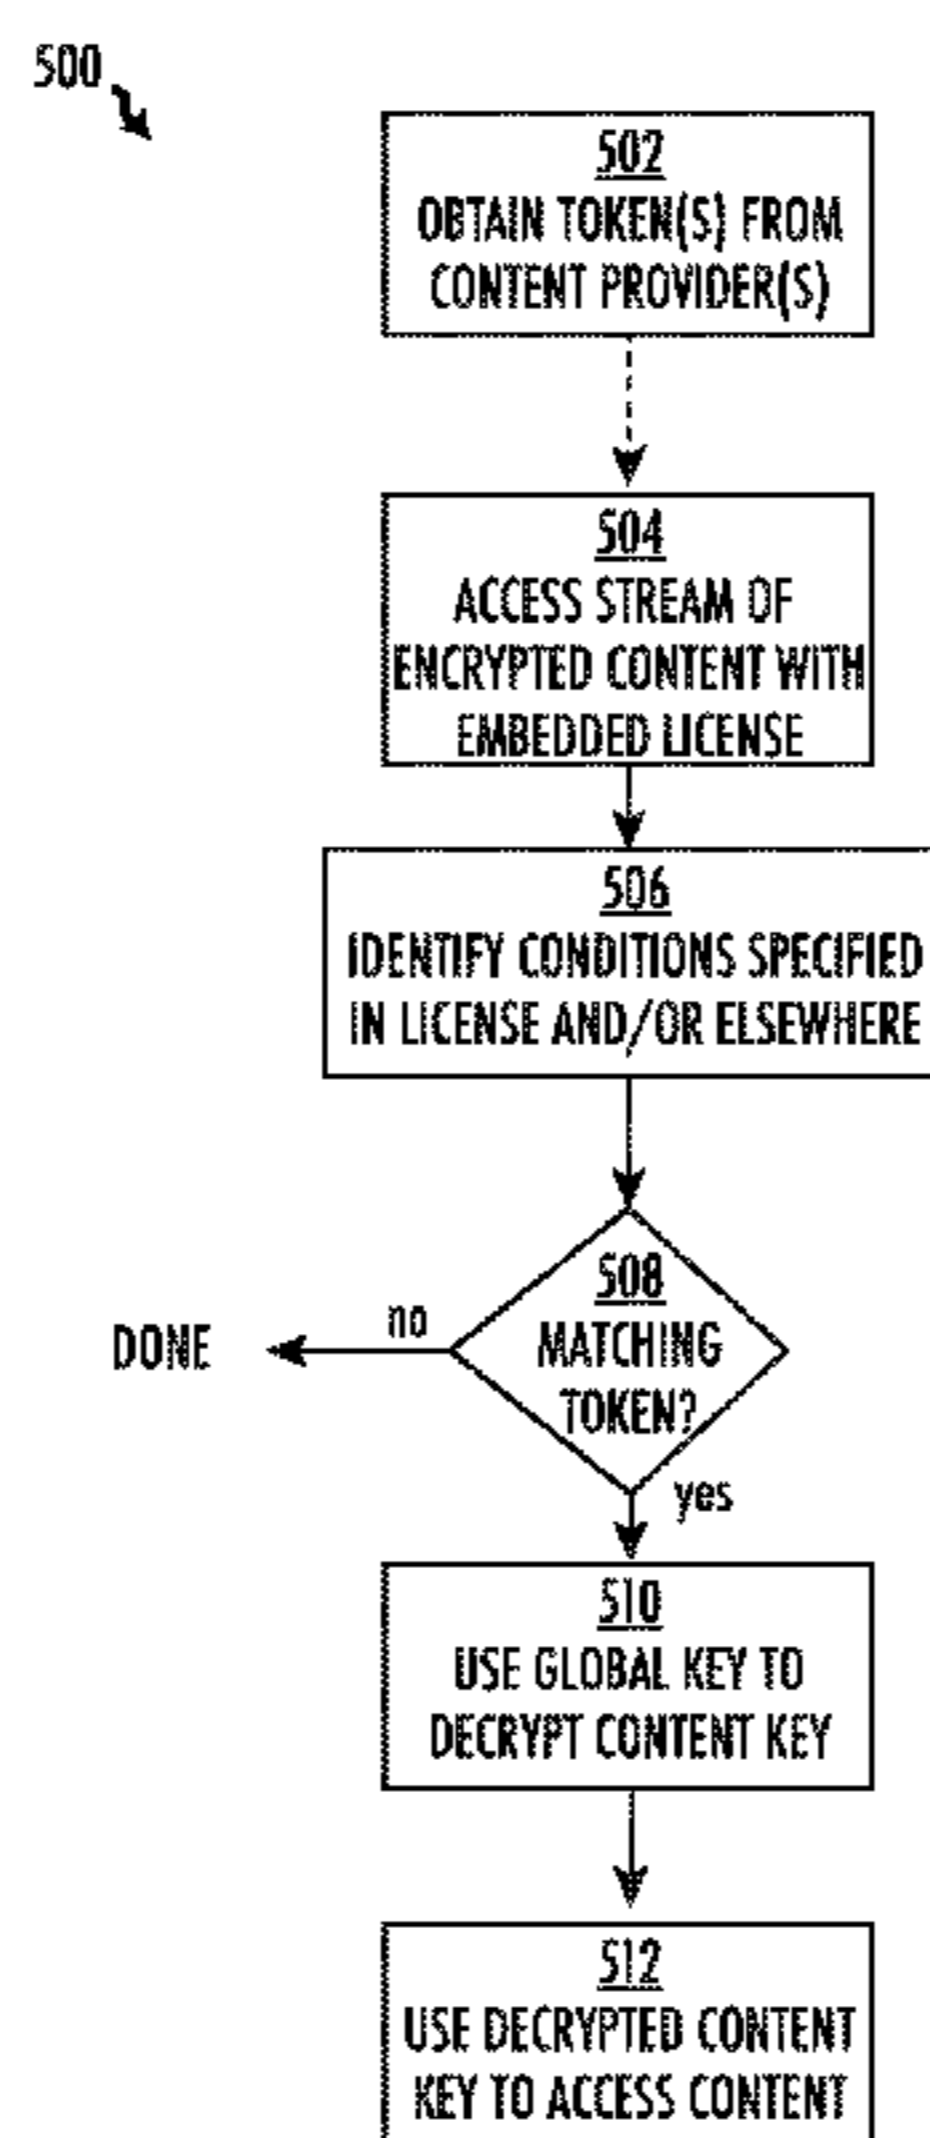 500
502
OBTAIN TOKEN(S) FROM
CONTENT PROVIDER(S)
504
ACCESS STREAM OF
ENCRYPTED CONTENT WITH
EMBEDDED LICENSE
506
IDENTIFY CONDITIONS SPECIFIED
IN LICENSE AND/OR ELSEWHERE
508
MATCHING
TOKEN?
no
DONE
yes
510
USE GLOBAL KEY TO
DECRYPT CONTENT KEY
512
USE DECRYPTED CONTENT
KEY TO ACCESS CONTENT